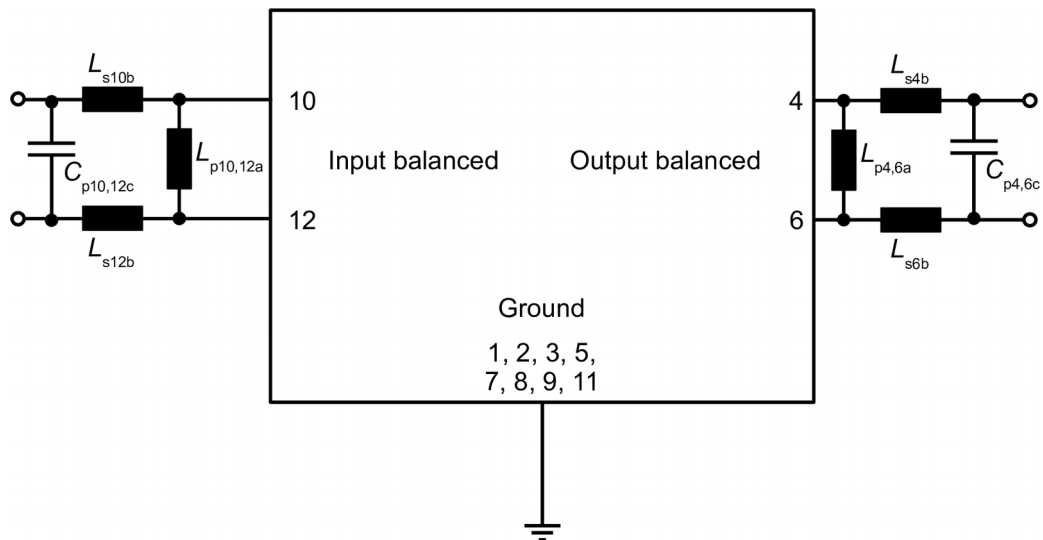 Ls10b
Ls4b
10
4
Lp10,12a
Lp4,6a
Cp10,12c
Input balanced
Output balanced
Cp4,6c
12
6
Ls12b
Ls6b
Ground
1, 2, 3, 5,
7, 8, 9, 11